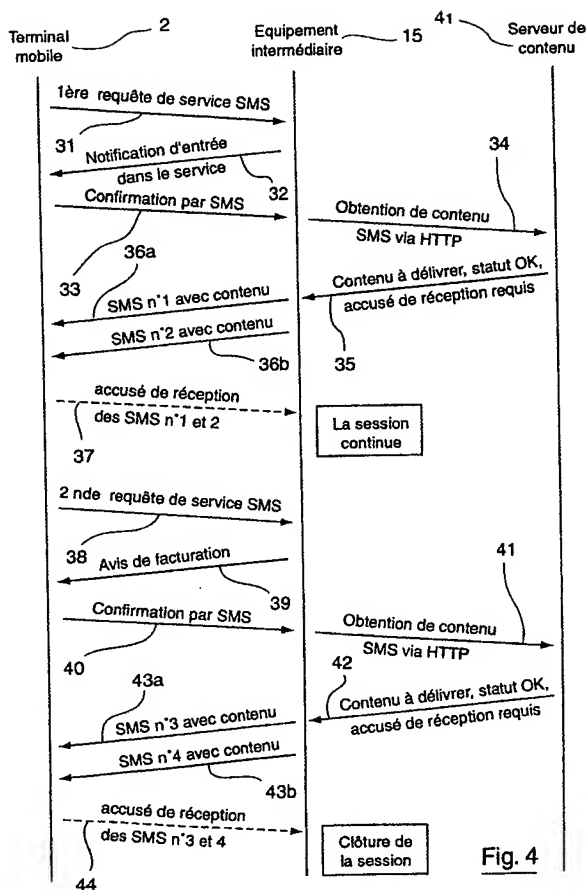 Terminal
mobile
2
Equipement
intermédiaire
15
41
Serveur de
contenu
1ère requête de service SMS
31
Notification d'entrée
dans le service
32
34
Confirmation par SMS
33
Obtention de contenu
SMS via HTTP
36a
Contenu à délivrer, statut OK,
accusé de réception requis
35
SMS n°1 avec contenu
SMS n°2 avec contenu
36b
accusé de réception
des SMS n°1 et 2
37
La session
continue
2 nde requête de service SMS
38
Avis de facturation
39
41
Confirmation par SMS
40
Obtention de contenu
SMS via HTTP
43a
42
Contenu à délivrer, statut OK,
accusé de réception requis
SMS n°3 avec contenu
SMS n°4 avec contenu
43b
accusé de réception
des SMS n°3 et 4
44
Clôture de
la session
Fig. 4